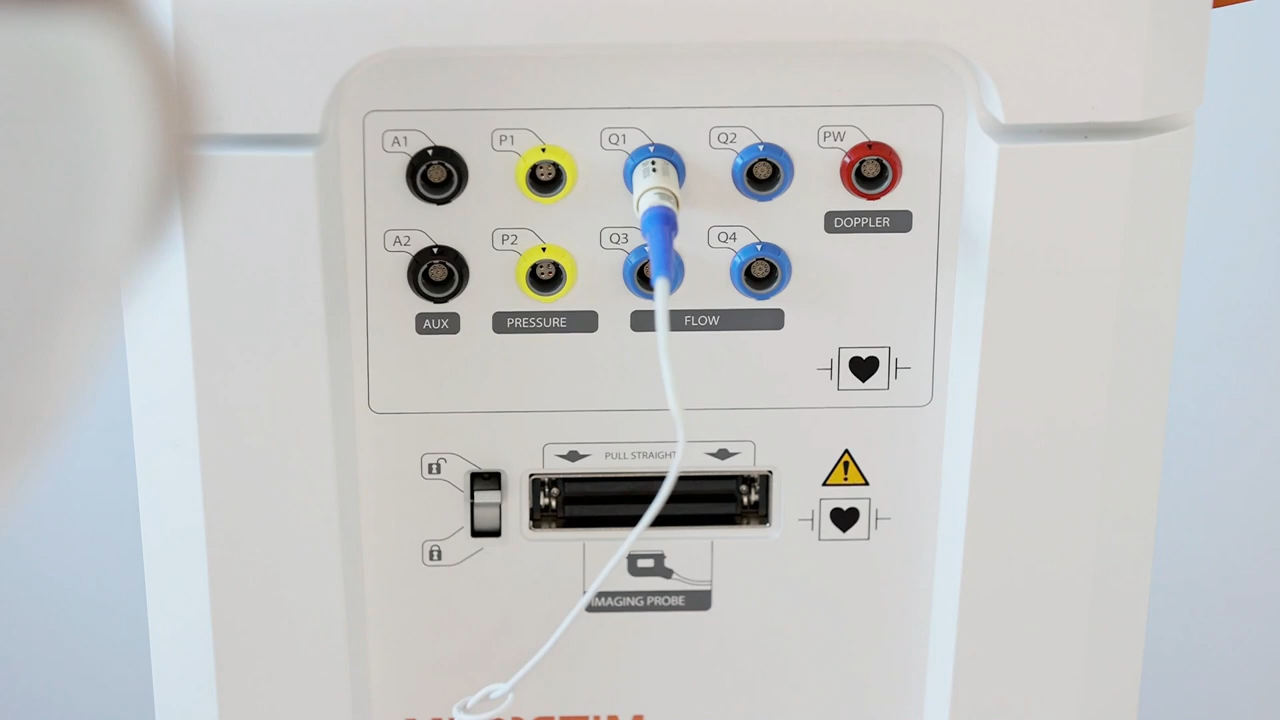 A1 P1 Q1 Q2 PW
DOPPLER
A2 P2 Q3 Q4
AUX PRESSURE FLOW
PULL STRAIGHT
IMAGING PROBE